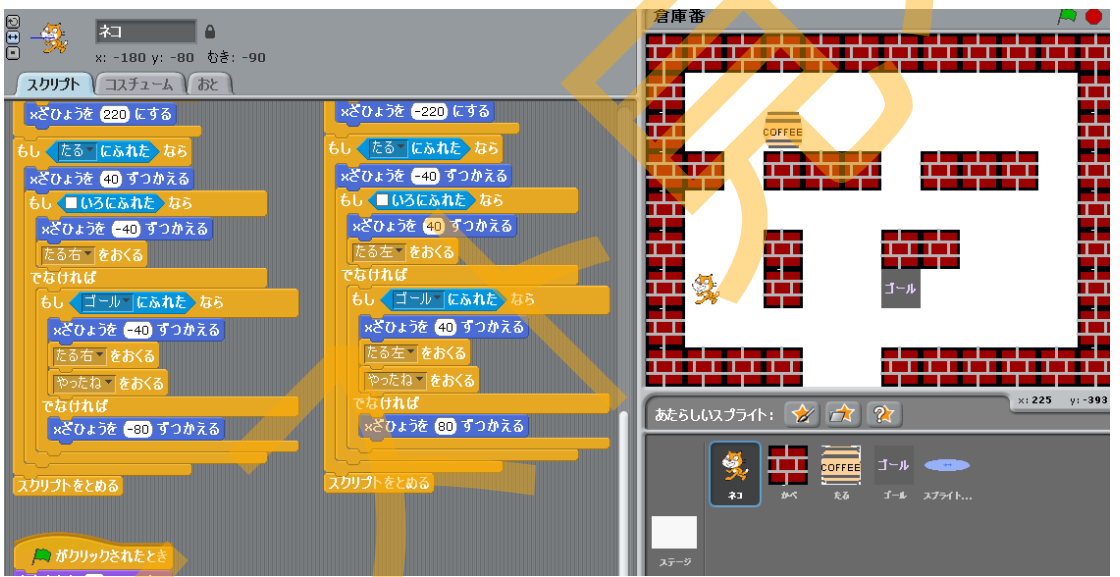 ネコ
x: -180 y: -80 むき: -90
スクリプト コスチューム おと
xざひょうを 220 にする
もし たる にふれた なら
xざひょうを 40 ずつかえる
もし いろにふれた なら
xざひょうを -40 ずつかえる
たる右 をおくる
でなければ
もし ゴール にふれた なら
xざひょうを -40 ずつかえる
たる右 をおくる
やったね をおくる
でなければ
xざひょうを -80 ずつかえる
スクリプトをとめる
がクリックされたとき
xざひょうを -220 にする
もし たる にふれた なら
xざひょうを -40 ずつかえる
もし いろにふれた なら
xざひょうを 40 ずつかえる
たる左 をおくる
でなければ
もし ゴール にふれた なら
xざひょうを 40 ずつかえる
たる左 をおくる
やったね をおくる
でなければ
xざひょうを 80 ずつかえる
スクリプトをとめる
倉庫番
COFFEE
ゴール
x: 225 y: -393
あたらしいスプライト:
COFFEE ゴール
ネコ かべ たる ゴール スプライト...
ステージ